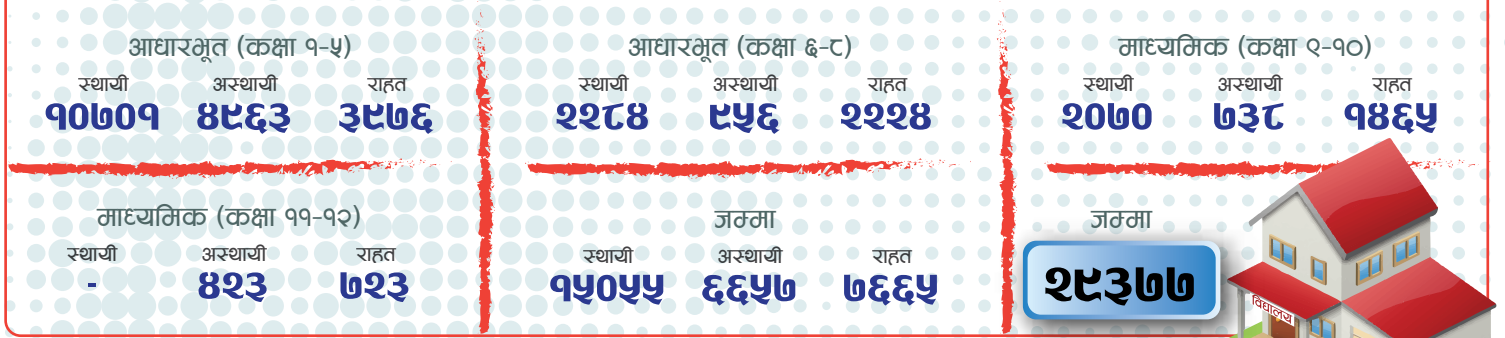 आधारभूत (कक्षा १-५)
स्थायी अस्थायी राहत
१०७०१ ४९६३ ३९७६
आधारभूत (कक्षा ६-८)
स्थायी अस्थायी राहत
२२८४ ९५६ २२२४
माध्यमिक (कक्षा ९-१०)
स्थायी अस्थायी राहत
२०७० ७३८ १४६५
माध्यमिक (कक्षा ११-१२)
स्थायी अस्थायी राहत
- ४२३ ७२३
जम्मा
स्थायी अस्थायी राहत
१५०५५ ६६५७ ७६६५
जम्मा
२९३७७
विद्यालय